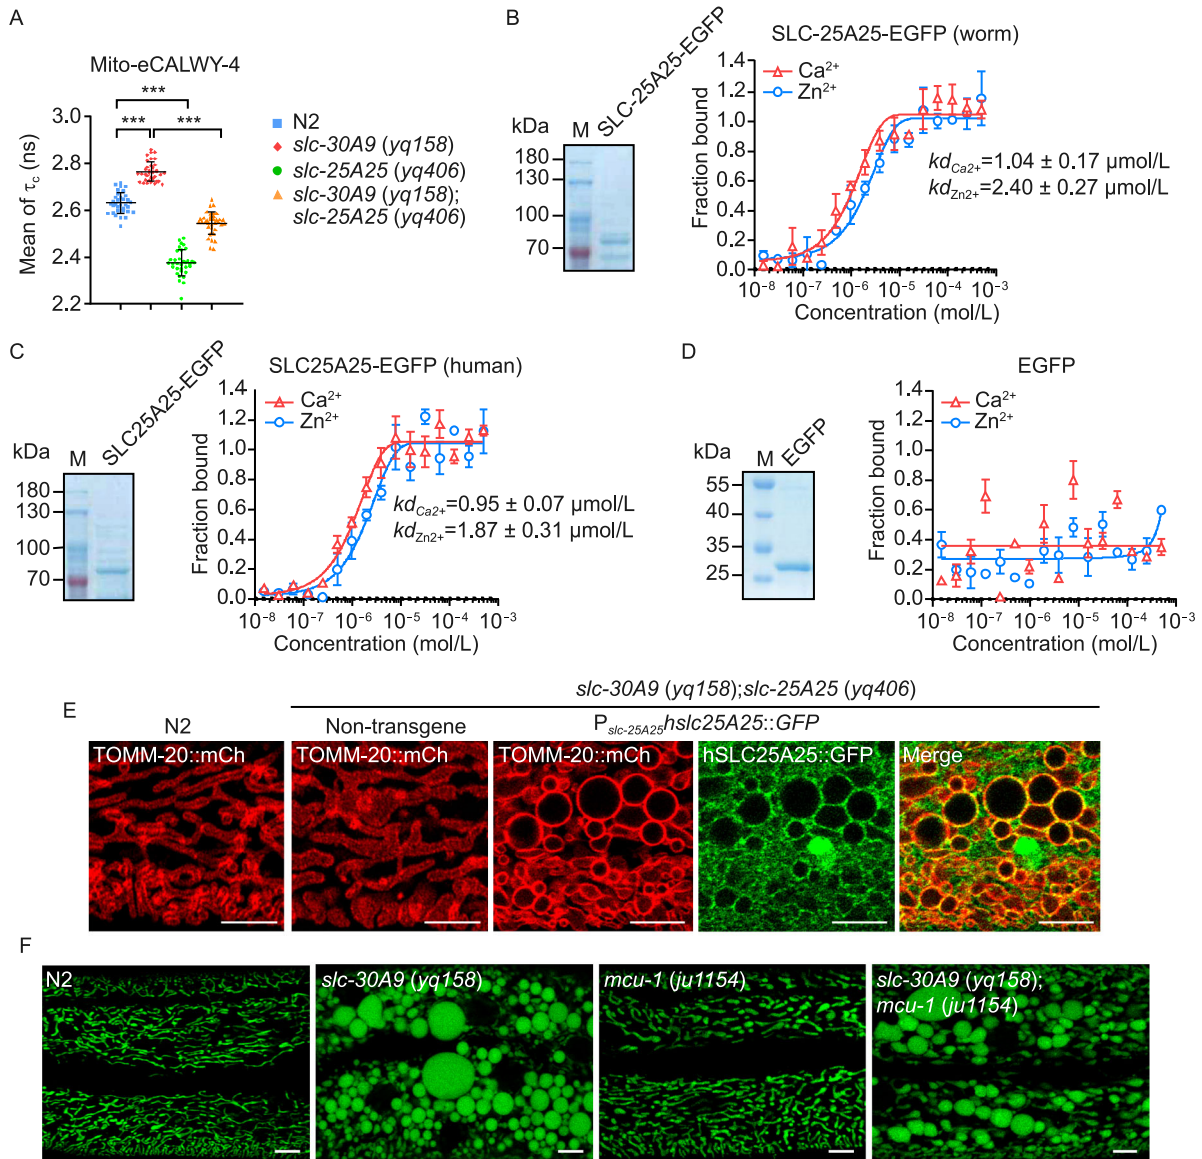 A
Mito-eCALWY-4
Mean of τc (ns)
3.0
2.8
2.6
2.4
2.2
***
***
***
N2
slc-30A9 (yq158)
slc-25A25 (yq406)
slc-30A9 (yq158);
slc-25A25 (yq406)
B
SLC-25A25-EGFP
kDa
M
180
130
100
70
SLC-25A25-EGFP (worm)
Ca2+
Zn2+
Fraction bound
1.4
1.2
1.0
0.8
0.6
0.4
0.2
0.0
kdCa2+=1.04 ± 0.17 µmol/L
kdZn2+=2.40 ± 0.27 µmol/L
10−8 10−7 10−6 10−5 10−4 10−3
Concentration (mol/L)
C
SLC25A25-EGFP
kDa
M
180
130
100
70
SLC25A25-EGFP (human)
Ca2+
Zn2+
Fraction bound
1.4
1.2
1.0
0.8
0.6
0.4
0.2
0.0
kdCa2+=0.95 ± 0.07 µmol/L
kdZn2+=1.87 ± 0.31 µmol/L
10−8 10−7 10−6 10−5 10−4 10−3
Concentration (mol/L)
D
EGFP
kDa
M
55
40
35
25
EGFP
Ca2+
Zn2+
Fraction bound
1.4
1.2
1.0
0.8
0.6
0.4
0.2
0.0
10−8 10−7 10−6 10−5 10−4 10−3
Concentration (mol/L)
E
slc-30A9 (yq158);slc-25A25 (yq406)
N2
Non-transgene
Pslc-25A25hslc25A25::GFP
TOMM-20::mCh
TOMM-20::mCh
TOMM-20::mCh
hSLC25A25::GFP
Merge
F
N2
slc-30A9 (yq158)
mcu-1 (ju1154)
slc-30A9 (yq158);
mcu-1 (ju1154)